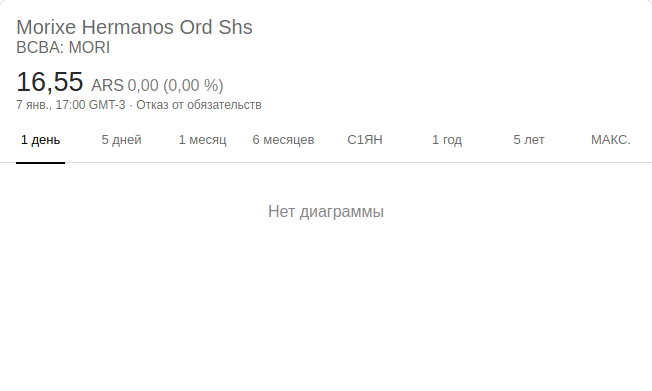 Morixe Hermanos Ord Shs
BCBA: MORI
16,55 ARS 0,00 (0,00 %)
7 янв., 17:00 GMT-3 · Отказ от обязательств
1 день 5 дней 1 месяц 6 месяцев С1ЯН 1 год 5 лет МАКС.
Нет диаграммы